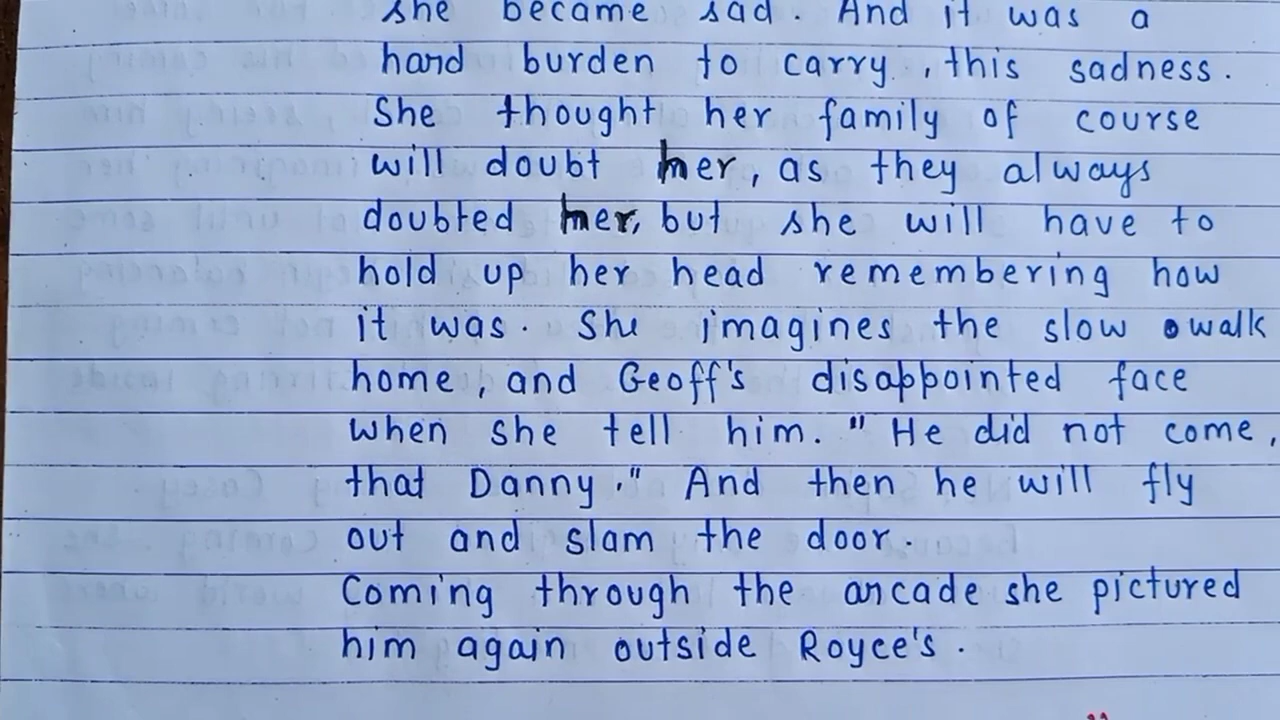 she became sad. And it was a
hard burden to carry, this sadness.
She thought her family of course
will doubt her, as they always
doubted her, but she will have to
hold up her head remembering how
it was. She imagines the slow walk
home, and Geoff's disappointed face
when she tell him. "He did not come,
that Danny." And then he will fly
out and slam the door.
Coming through the arcade she pictured
him again outside Royce's.